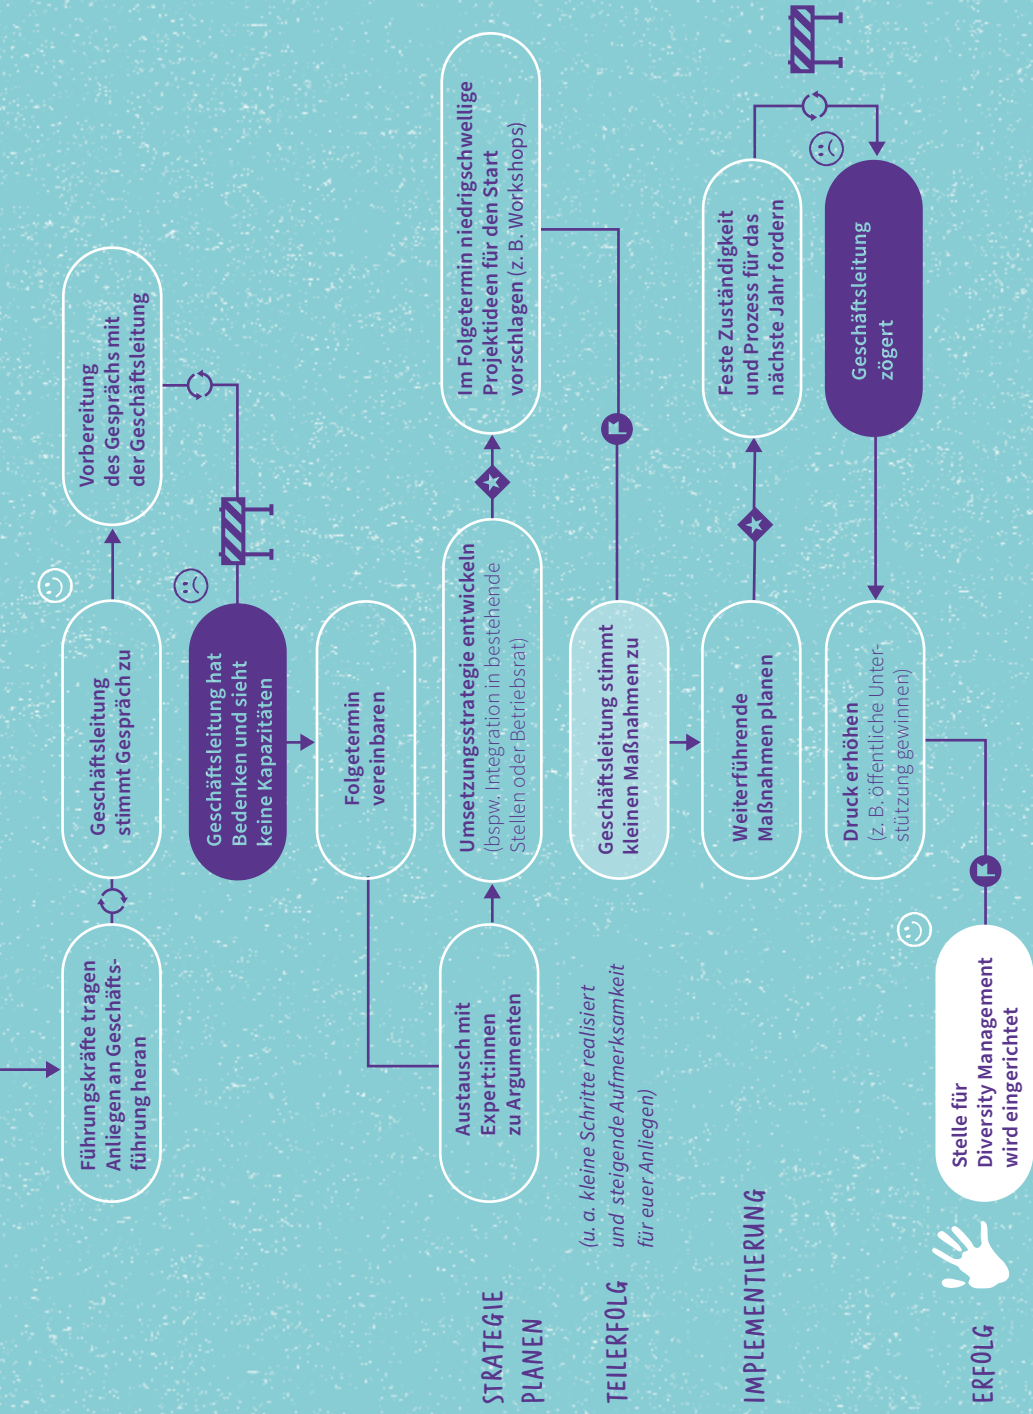 Führungskräfte tragen
Anliegen an Geschäfts-
führung heran
Geschäftsleitung
stimmt Gespräch zu
Vorbereitung
des Gesprächs mit
der Geschäftsleitung
Geschäftsleitung hat
Bedenken und sieht
keine Kapazitäten
Folgetermin
vereinbaren
STRATEGIE
PLANEN
Austausch mit
Expert:innen
zu Argumenten
Umsetzungsstrategie entwickeln
(bspw. Integration in bestehende
Stellen oder Betriebsrat)
Im Folgetermin niedrigschwellige
Projektideen für den Start
vorschlagen (z. B. Workshops)
TEILERFOLG
(u. a. kleine Schritte realisiert
und steigende Aufmerksamkeit
für euer Anliegen)
Geschäftsleitung stimmt
kleinen Maßnahmen zu
IMPLEMENTIERUNG
Weiterführende
Maßnahmen planen
Feste Zuständigkeit
und Prozess für das
nächste Jahr fordern
Geschäftsleitung
zögert
Druck erhöhen
(z. B. öffentliche Unter-
stützung gewinnen)
ERFOLG
Stelle für
Diversity Management
wird eingerichtet